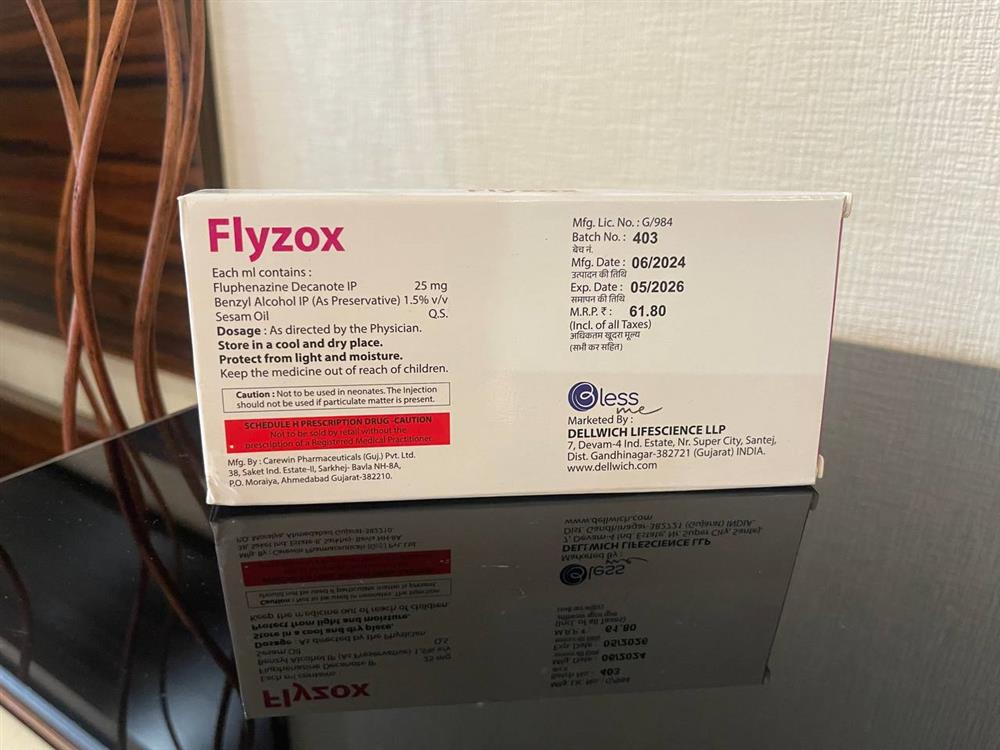 Flyzox
Each ml contains :
Fluphenazine Decanote IP 25 mg
Benzyl Alcohol IP (As Preservative) 1.5% v/v
Sesam Oil Q.S.
Dosage : As directed by the Physician.
Store in a cool and dry place.
Protect from light and moisture.
Keep the medicine out of reach of children.
Caution : Not to be used in neonates. The Injection
should not be used if particulate matter is present.
SCHEDULE H PRESCRIPTION DRUG -CAUTION
Not to be sold by retail without the
prescription of a Registered Medical Practitioner.
Mfg. By : Carewin Pharmaceuticals (Guj.) Pvt. Ltd.
38, Saket Ind. Estate-II, Sarkhej- Bavla NH-8A,
P.O. Moraiya, Ahmedabad Gujarat-382210.
Mfg. Lic. No. : G/984
Batch No. : 403
बेच नं.
Mfg. Date : 06/2024
उत्पादन की तिथि
Exp. Date : 05/2026
समापन की तिथि
M.R.P. ₹ : 61.80
(Incl. of all Taxes)
अधिकतम खूदरा मूल्य
(सभी कर सहित)
Bless
me
Marketed By :
DELLWICH LIFESCIENCE LLP
7, Devam-4 Ind. Estate, Nr. Super City, Santej,
Dist. Gandhinagar-382721 (Gujarat) INDIA.
www.dellwich.com